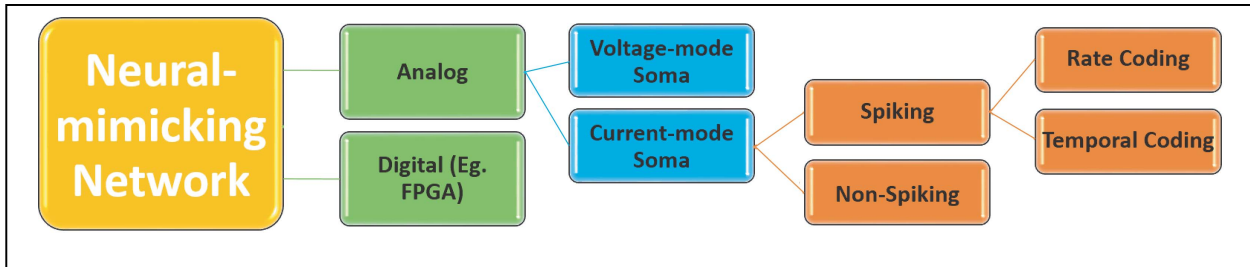 Neural-
mimicking
Network
Analog
Digital (Eg.
FPGA)
Voltage-mode
Soma
Current-mode
Soma
Spiking
Non-Spiking
Rate Coding
Temporal Coding